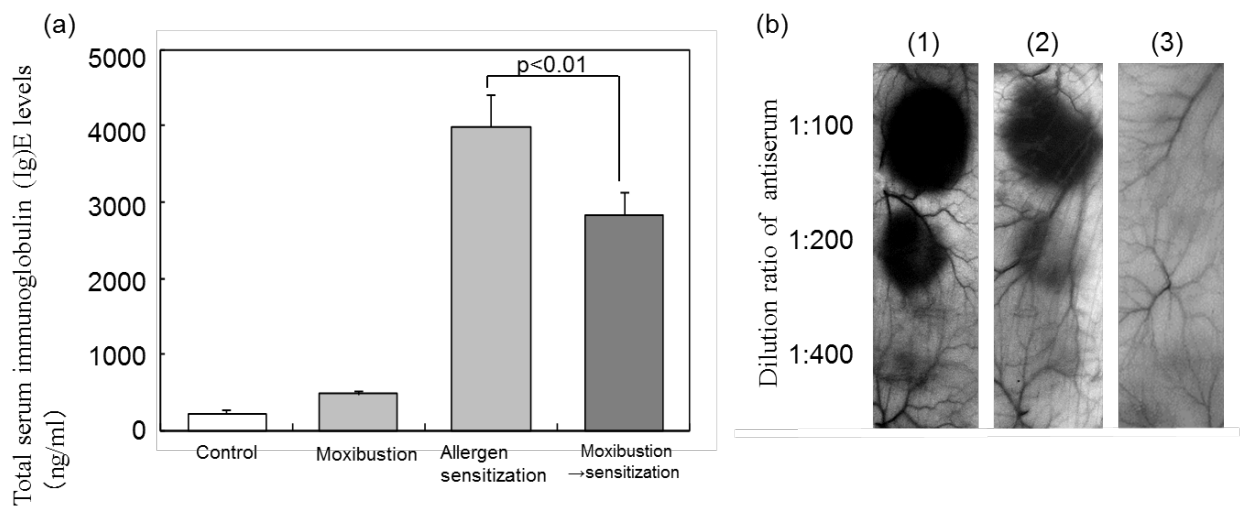 (a)
Total serum immunoglobulin (Ig)E levels
(ng/ml)
5000
4000
3000
2000
1000
0
p<0.01
Control
Moxibustion
Allergen
sensitization
Moxibustion
→sensitization
(b)
(1)
(2)
(3)
Dilution ratio of antiserum
1:100
1:200
1:400